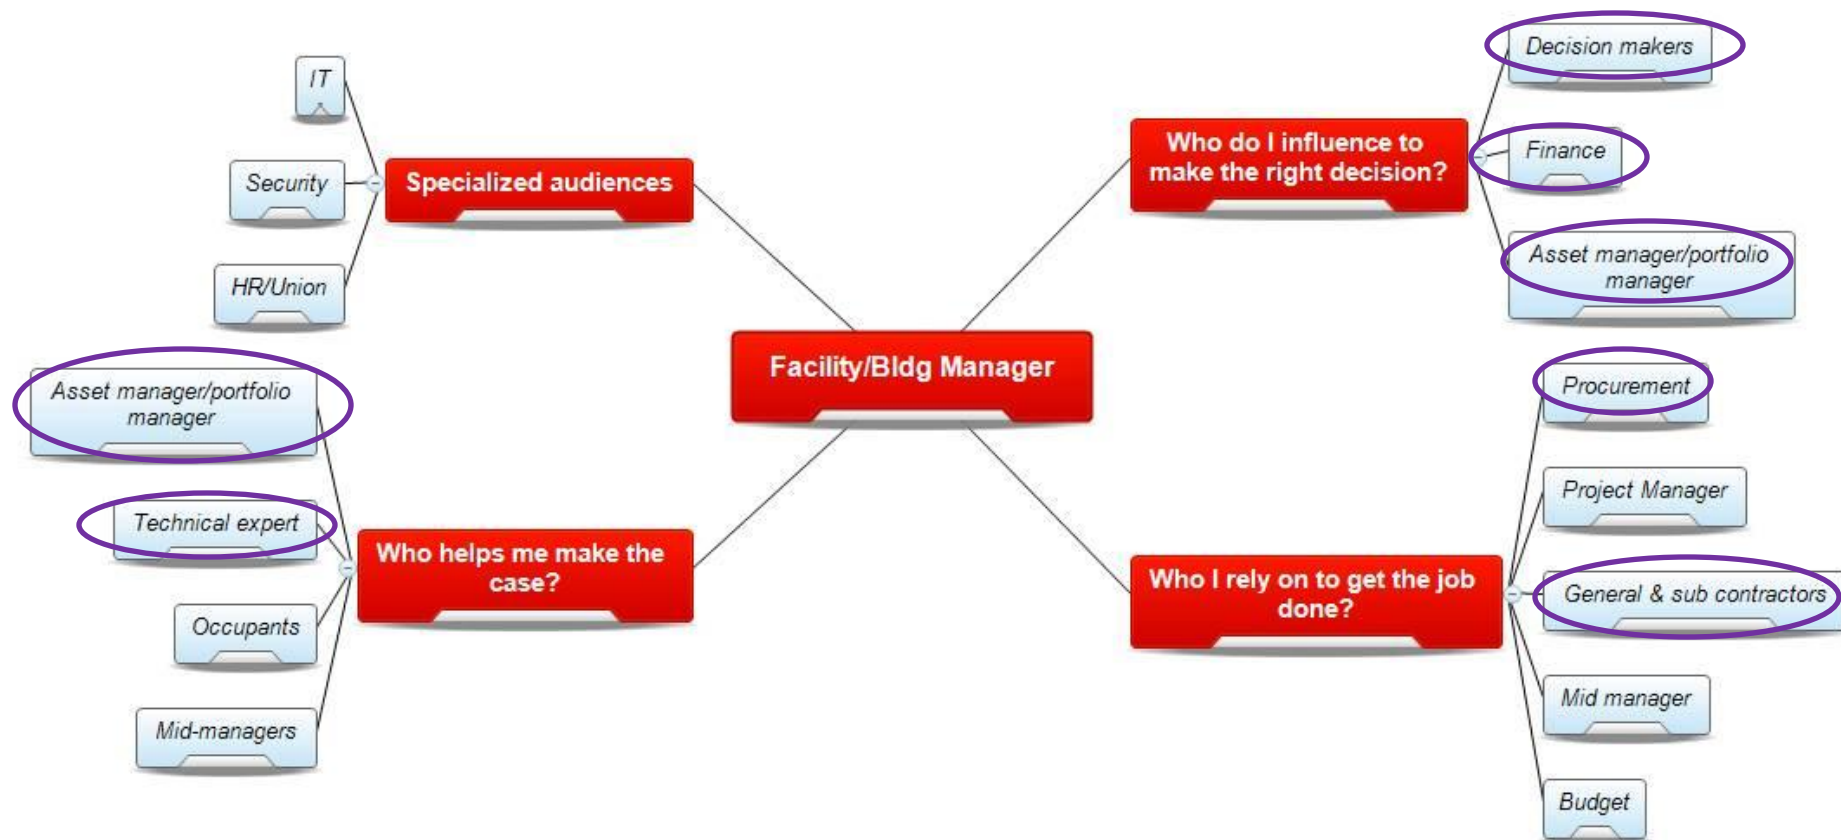 IT
Security
HR/Union
Specialized audiences
Who do I influence to
make the right decision?
Decision makers
Finance
Asset manager/portfolio
manager
Facility/Bldg Manager
Asset manager/portfolio
manager
Technical expert
Occupants
Mid-managers
Who helps me make the
case?
Who I rely on to get the job
done?
Procurement
Project Manager
General & sub contractors
Mid manager
Budget